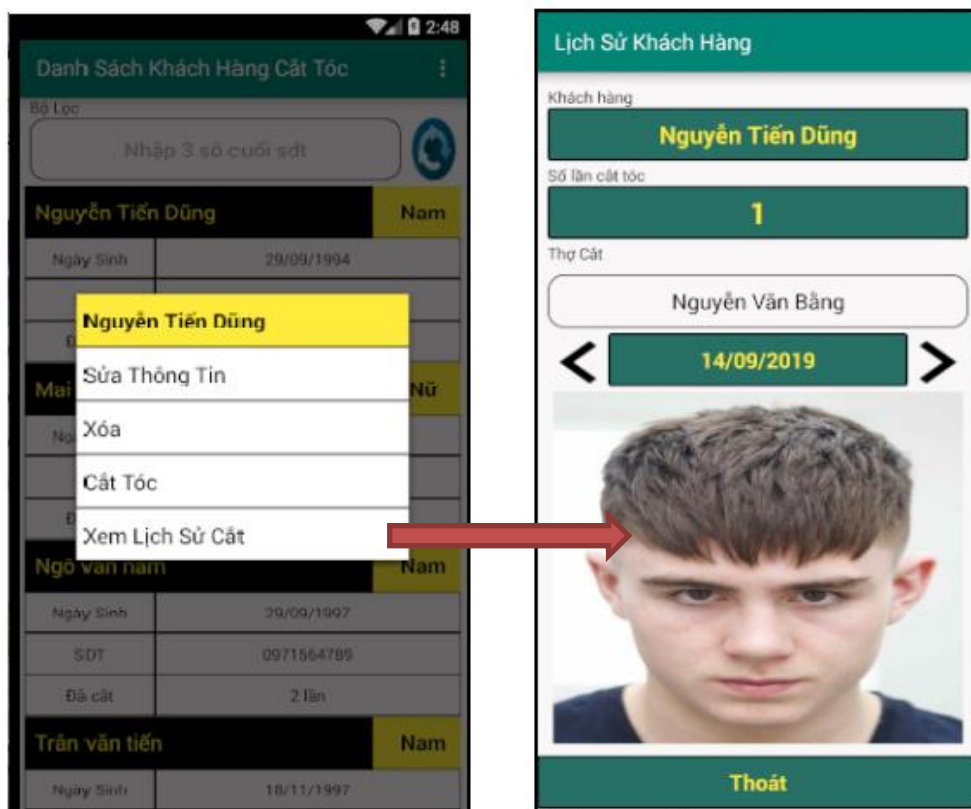 2:48
Danh Sách Khách Hàng Cắt Tóc
Bộ Lọc
Nhập 3 số cuối sdt
Nguyễn Tiến Dũng Nam
Ngày Sinh 29/09/1994
Nguyễn Tiến Dũng
Sửa Thông Tin
Mai Nữ
Xóa
Cắt Tóc
Xem Lịch Sử Cắt
Ngô văn nam Nam
Ngày Sinh 29/09/1997
SDT 0971564789
Đã cắt 2 lần
Trần văn tiến Nam
Ngày Sinh 18/11/1997
Lịch Sử Khách Hàng
Khách hàng
Nguyễn Tiến Dũng
Số lần cắt tóc
1
Thợ Cắt
Nguyễn Văn Bằng
14/09/2019
Thoát